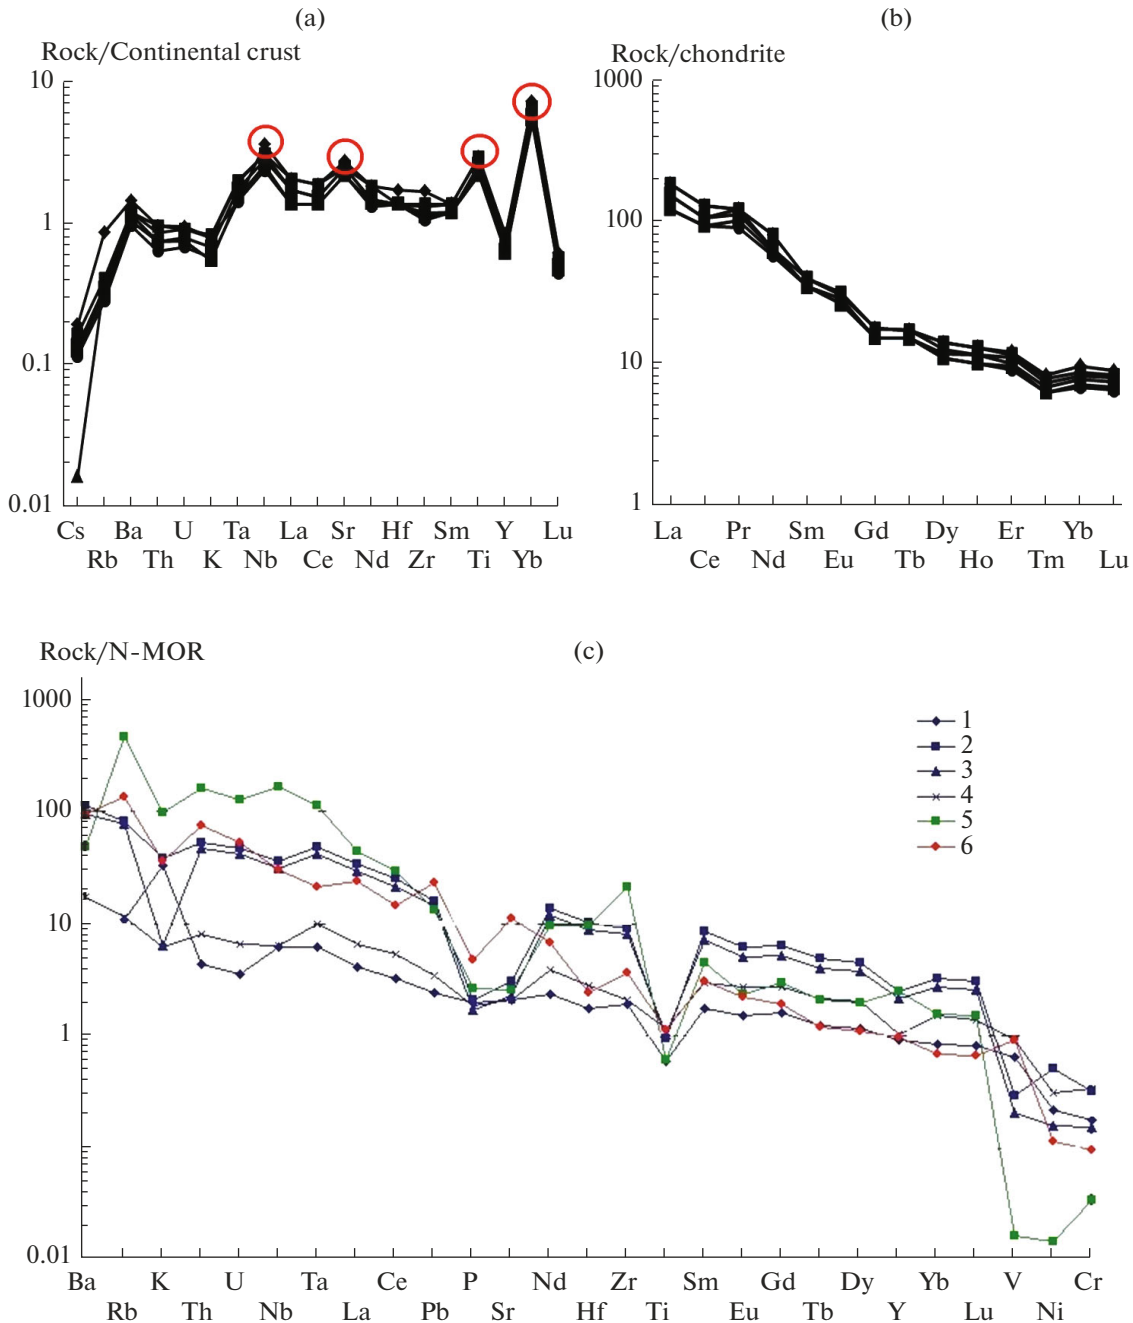 (a)
Rock/Continental crust
10
1
0.1
0.01
Cs Ba U Ta La Sr Hf Sm Y Lu
Rb Th K Nb Ce Nd Zr Ti Yb
(b)
Rock/chondrite
1000
100
10
1
La Pr Sm Gd Dy Er Yb
Ce Nd Eu Tb Ho Tm Lu
(c)
Rock/N-MOR
1000
100
10
1
0.01
1
2
3
4
5
6
Ba K U Ta Ce P Nd Zr Sm Gd Dy Yb V Cr
Rb Th Nb La Pb Sr Hf Ti Eu Tb Y Lu Ni